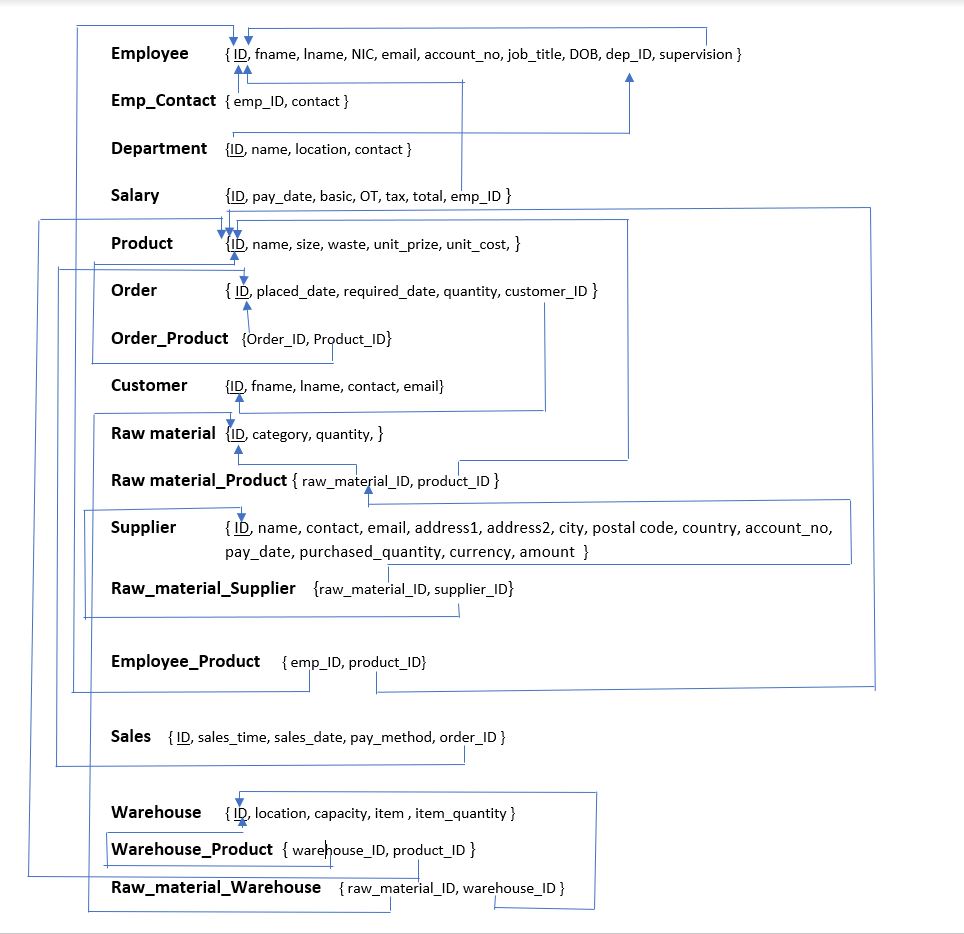 Employee { ID, fname, lname, NIC, email, account_no, job_title, DOB, dep_ID, supervision }
Emp_Contact { emp_ID, contact }
Department {ID, name, location, contact }
Salary {ID, pay_date, basic, OT, tax, total, emp_ID }
Product {ID, name, size, waste, unit_prize, unit_cost, }
Order { ID, placed_date, required_date, quantity, customer_ID }
Order_Product {Order_ID, Product_ID}
Customer {ID, fname, lname, contact, email}
Raw material {ID, category, quantity, }
Raw material_Product { raw_material_ID, product_ID }
Supplier { ID, name, contact, email, address1, address2, city, postal code, country, account_no,
pay_date, purchased_quantity, currency, amount }
Raw_material_Supplier {raw_material_ID, supplier_ID}
Employee_Product { emp_ID, product_ID}
Sales { ID, sales_time, sales_date, pay_method, order_ID }
Warehouse { ID, location, capacity, item , item_quantity }
Warehouse_Product { warehouse_ID, product_ID }
Raw_material_Warehouse { raw_material_ID, warehouse_ID }